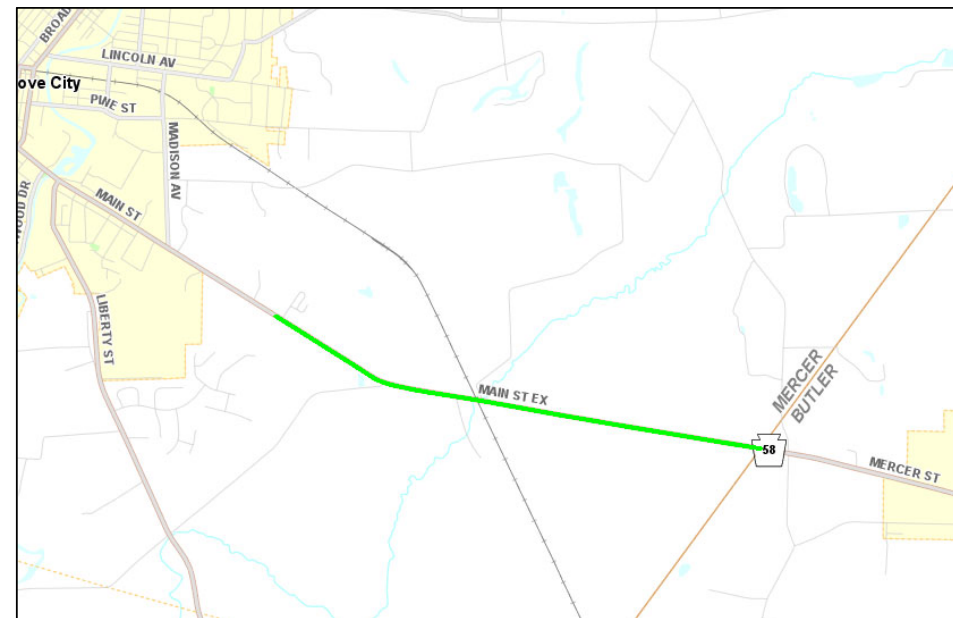 BROAD
LINCOLN AV
ove City
PINE ST
MADISON AV
WOOD DR
MAIN ST
LIBERTY ST
MAIN ST EX
MERCER
BUTLER
58
MERCER ST